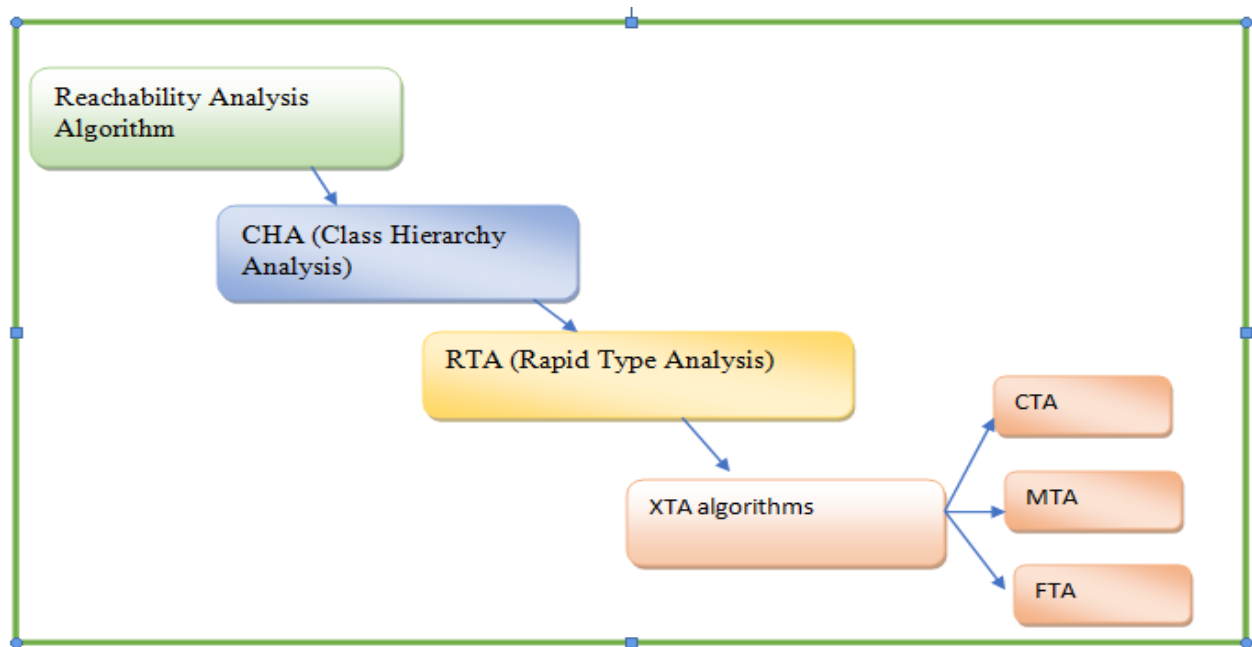 Reachability Analysis
Algorithm
CHA (Class Hierarchy
Analysis)
RTA (Rapid Type Analysis)
XTA algorithms
CTA
MTA
FTA